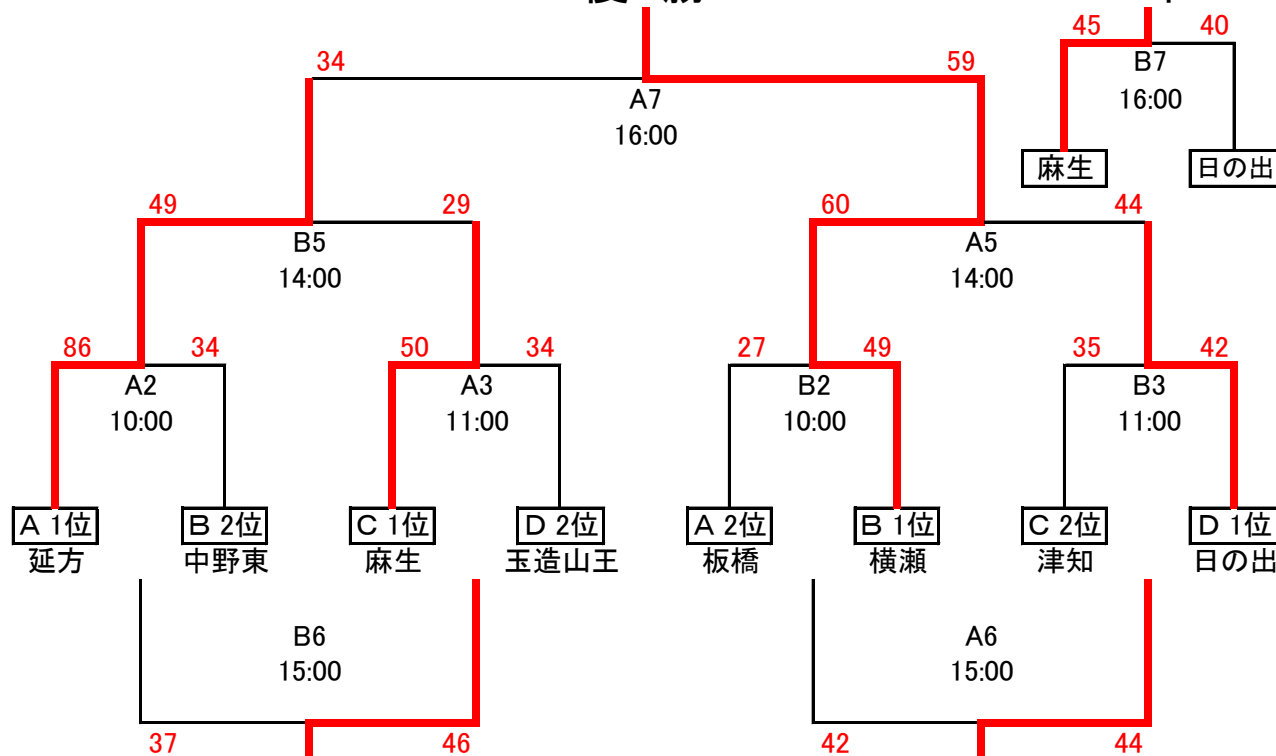 45 40
34 59 B7
A7 16:00
16:00
麻生 日の出
49 29 60 44
B5 A5
14:00 14:00
86 34 50 34 27 49 35 42
A2 A3 B2 B3
10:00 11:00 10:00 11:00
A 1位 B 2位 C 1位 D 2位 A 2位 B 1位 C 2位 D 1位
延方 中野東 麻生 玉造山王 板橋 横瀬 津知 日の出
B6 A6
15:00 15:00
37 46 42 44